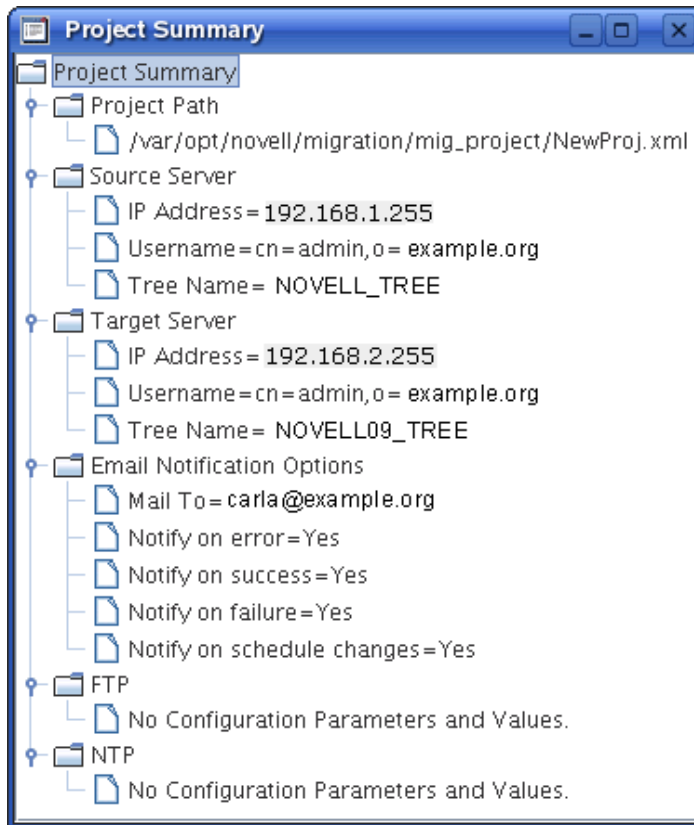 Project Summary
Project Summary
Project Path
/var/opt/novell/migration/mig_project/NewProj.xml
Source Server
IP Address=192.168.1.255
Username=cn=admin,o= example.org
Tree Name= NOVELL_TREE
Target Server
IP Address=192.168.2.255
Username=cn=admin,o= example.org
Tree Name= NOVELL09_TREE
Email Notification Options
Mail To=carla@example.org
Notify on error=Yes
Notify on success=Yes
Notify on failure=Yes
Notify on schedule changes=Yes
FTP
No Configuration Parameters and Values.
NTP
No Configuration Parameters and Values.